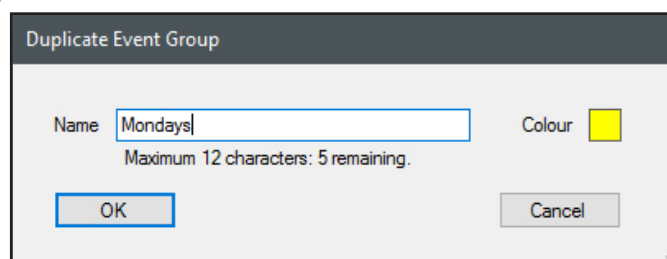 Duplicate Event Group
Name Mondays Colour
Maximum 12 characters: 5 remaining.
OK Cancel